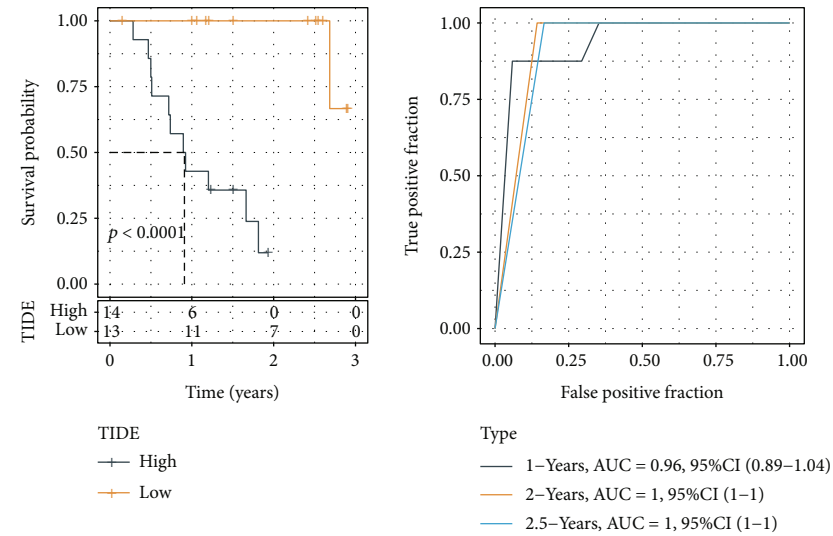 1.00
0.75
0.50
0.25
0.00
Survival probability
p < 0.0001
TIDE
High 14 6 0 0
Low 13 11 7 0
0 1 2 3
Time (years)
TIDE
High
Low
1.00
0.75
0.50
0.25
0.00
True positive fraction
0.00 0.25 0.50 0.75 1.00
False positive fraction
Type
1−Years, AUC = 0.96, 95%CI (0.89−1.04)
2−Years, AUC = 1, 95%CI (1−1)
2.5−Years, AUC = 1, 95%CI (1−1)